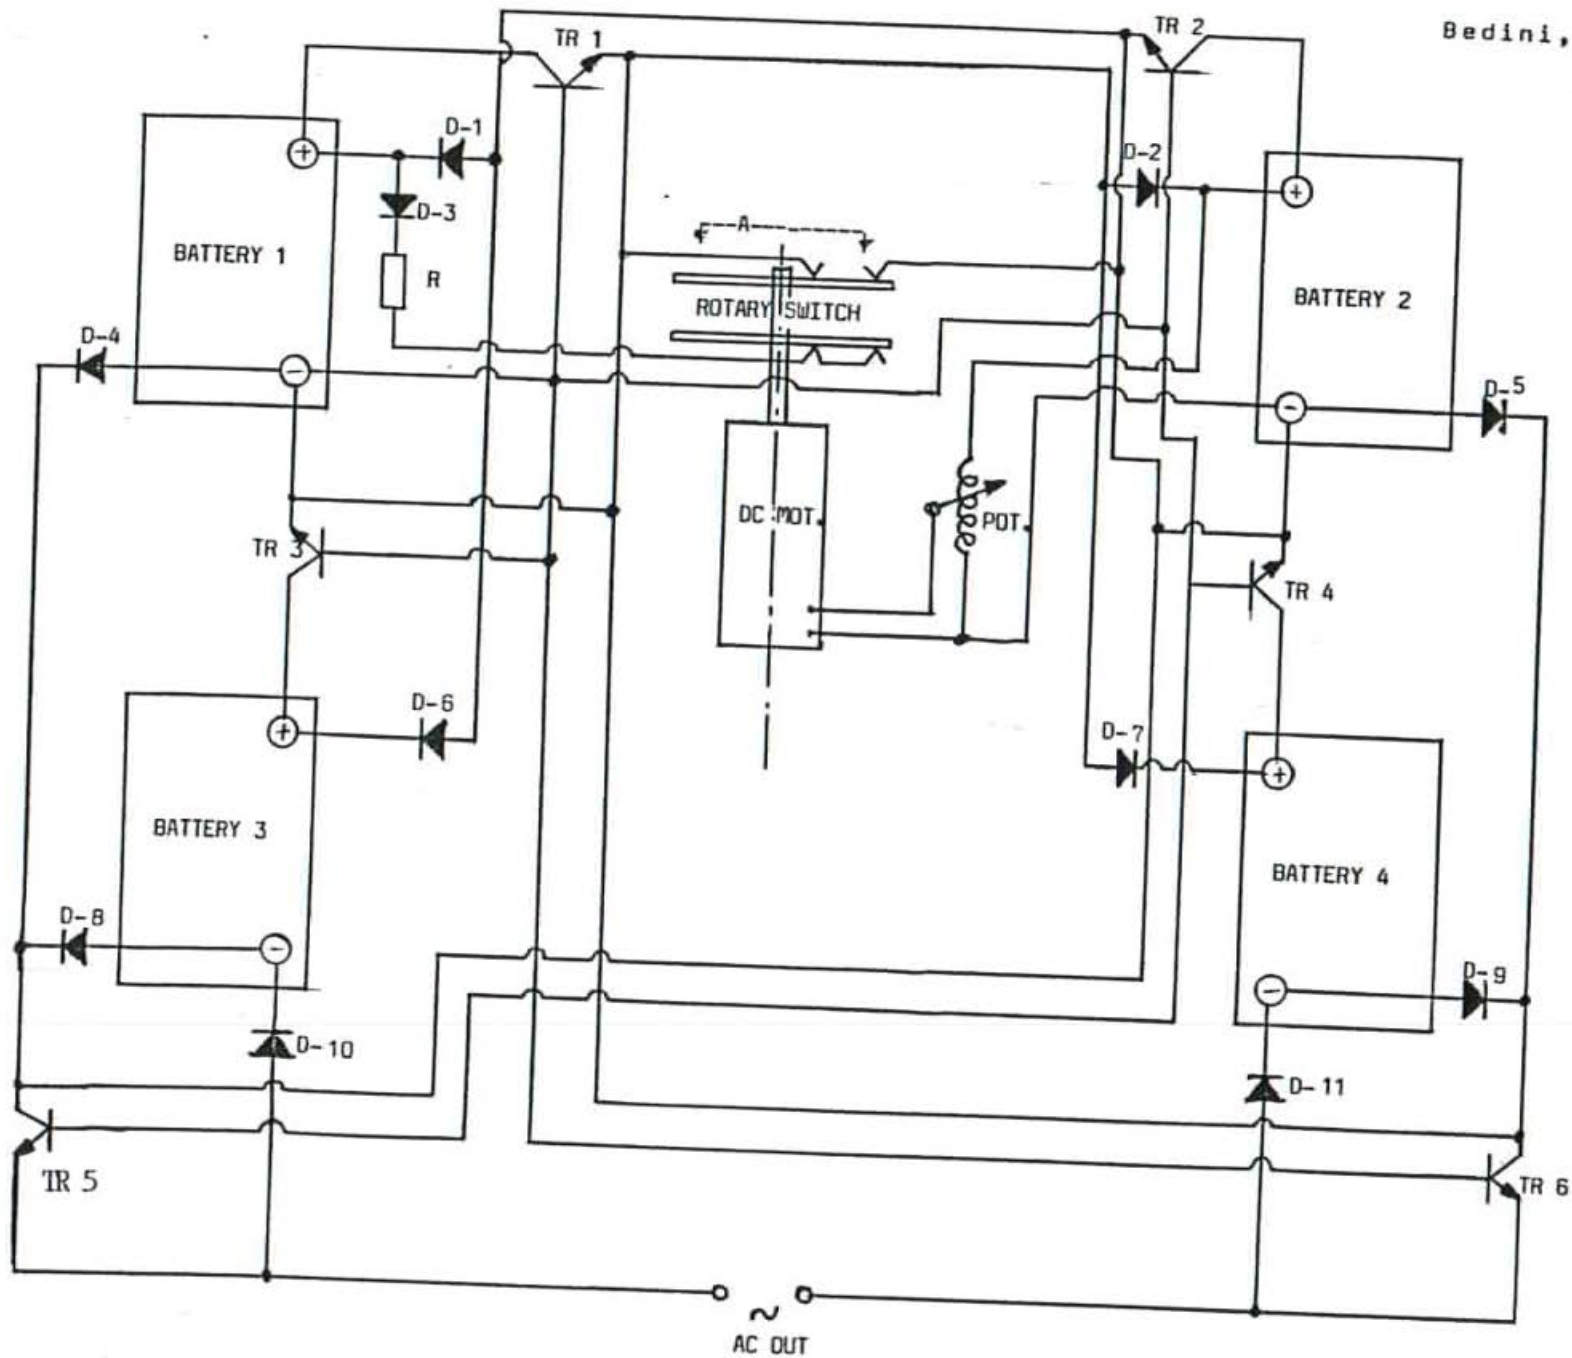 Bedini,
TR 1
TR 2
D-1
D-2
D-3
A
BATTERY 1
R
ROTARY SWITCH
BATTERY 2
D-4
D-5
DC MOT.
POT.
TR 3
TR 4
D-6
D-7
BATTERY 3
BATTERY 4
D-8
D-9
D-10
D-11
TR 5
TR 6
~
AC OUT